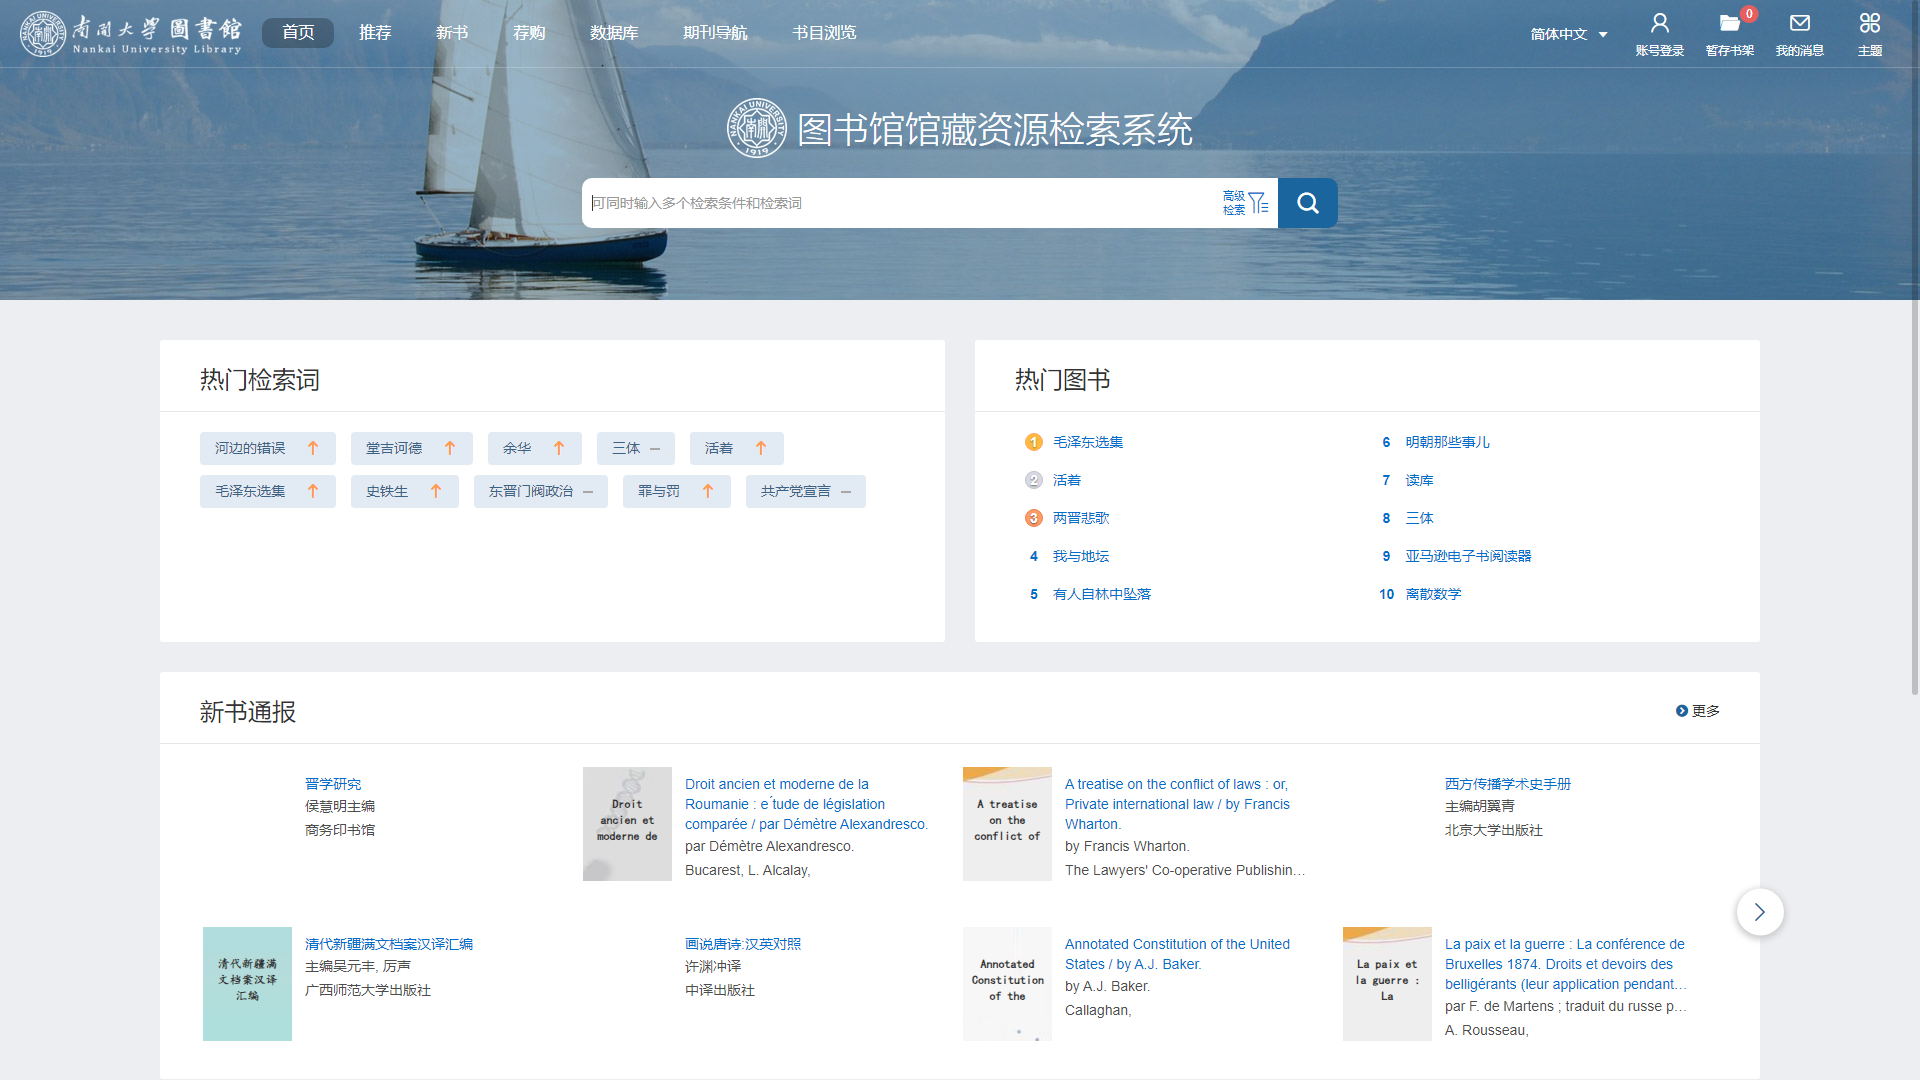 南開大學 圖書館
Nankai University Library
首页 推荐 新书 荐购 数据库 期刊导航 书目浏览
简体中文
账号登录
0
暂存书架
我的消息
主题
NANKAI UNIVERSITY
1919
图书馆馆藏资源检索系统
可同时输入多个检索条件和检索词
高级
检索
热门检索词
河边的错误
堂吉诃德
余华
三体
活着
毛泽东选集
史铁生
东晋门阀政治
罪与罚
共产党宣言
热门图书
1 毛泽东选集
2 活着
3 两晋悲歌
4 我与地坛
5 有人自林中坠落
6 明朝那些事儿
7 读库
8 三体
9 亚马逊电子书阅读器
10 离散数学
新书通报
更多
晋学研究
侯慧明主编
商务印书馆
Droit
ancien et
moderne de
Droit ancien et moderne de la
Roumanie : e ́tude de législation
comparée / par Démètre Alexandresco.
par Démètre Alexandresco.
Bucarest, L. Alcalay,
A treatise
on the
conflict of
A treatise on the conflict of laws : or,
Private international law / by Francis
Wharton.
by Francis Wharton.
The Lawyers' Co-operative Publishin…
西方传播学术史手册
主编胡翼青
北京大学出版社
清代新疆满
文档案汉译
汇编
清代新疆满文档案汉译汇编
主编吴元丰, 厉声
广西师范大学出版社
画说唐诗:汉英对照
许渊冲译
中译出版社
Annotated
Constitution
of the
Annotated Constitution of the United
States / by A.J. Baker.
by A.J. Baker.
Callaghan,
La paix et
la guerre :
La
La paix et la guerre : La conférence de
Bruxelles 1874. Droits et devoirs des
belligérants (leur application pendant…
par F. de Martens ; traduit du russe p…
A. Rousseau,